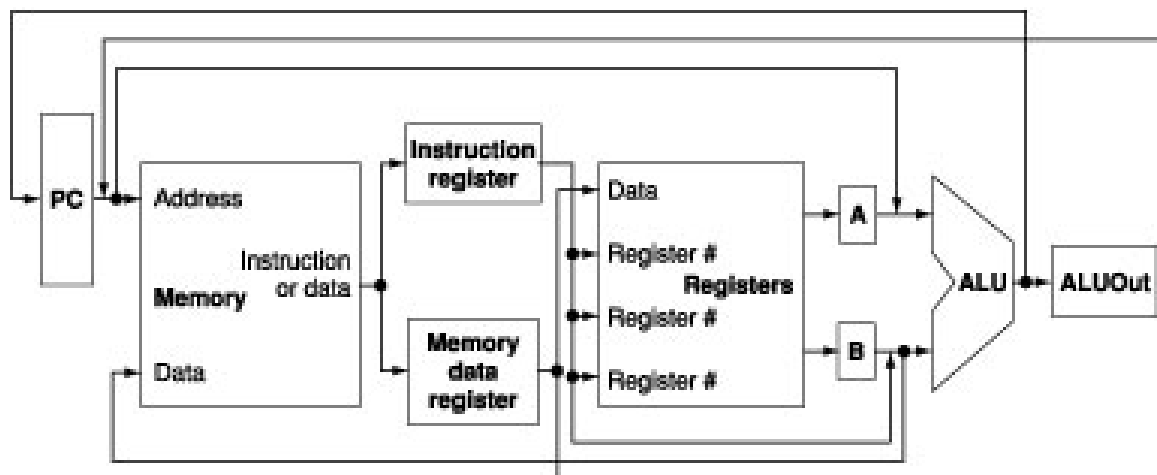 PC
Address
Instruction
or data
Memory
Data
Instruction
register
Memory
data
register
Data
Register #
Registers
Register #
Register #
A
B
ALU
ALUOut